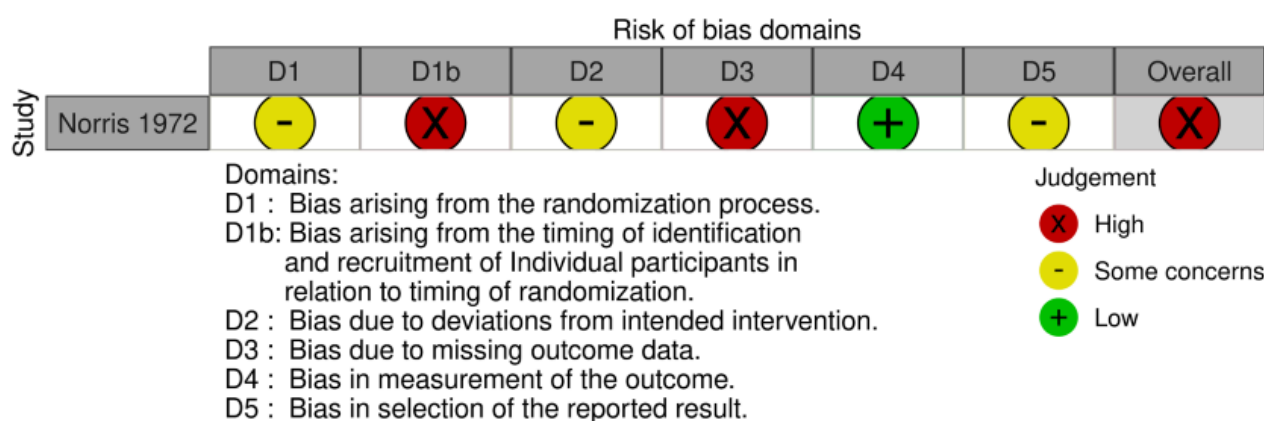 Risk of bias domains
D1 D1b D2 D3 D4 D5 Overall
Study
Norris 1972 - X - X + - X
Domains:
D1 : Bias arising from the randomization process.
D1b: Bias arising from the timing of identification
and recruitment of Individual participants in
relation to timing of randomization.
D2 : Bias due to deviations from intended intervention.
D3 : Bias due to missing outcome data.
D4 : Bias in measurement of the outcome.
D5 : Bias in selection of the reported result.
Judgement
X High
- Some concerns
+ Low